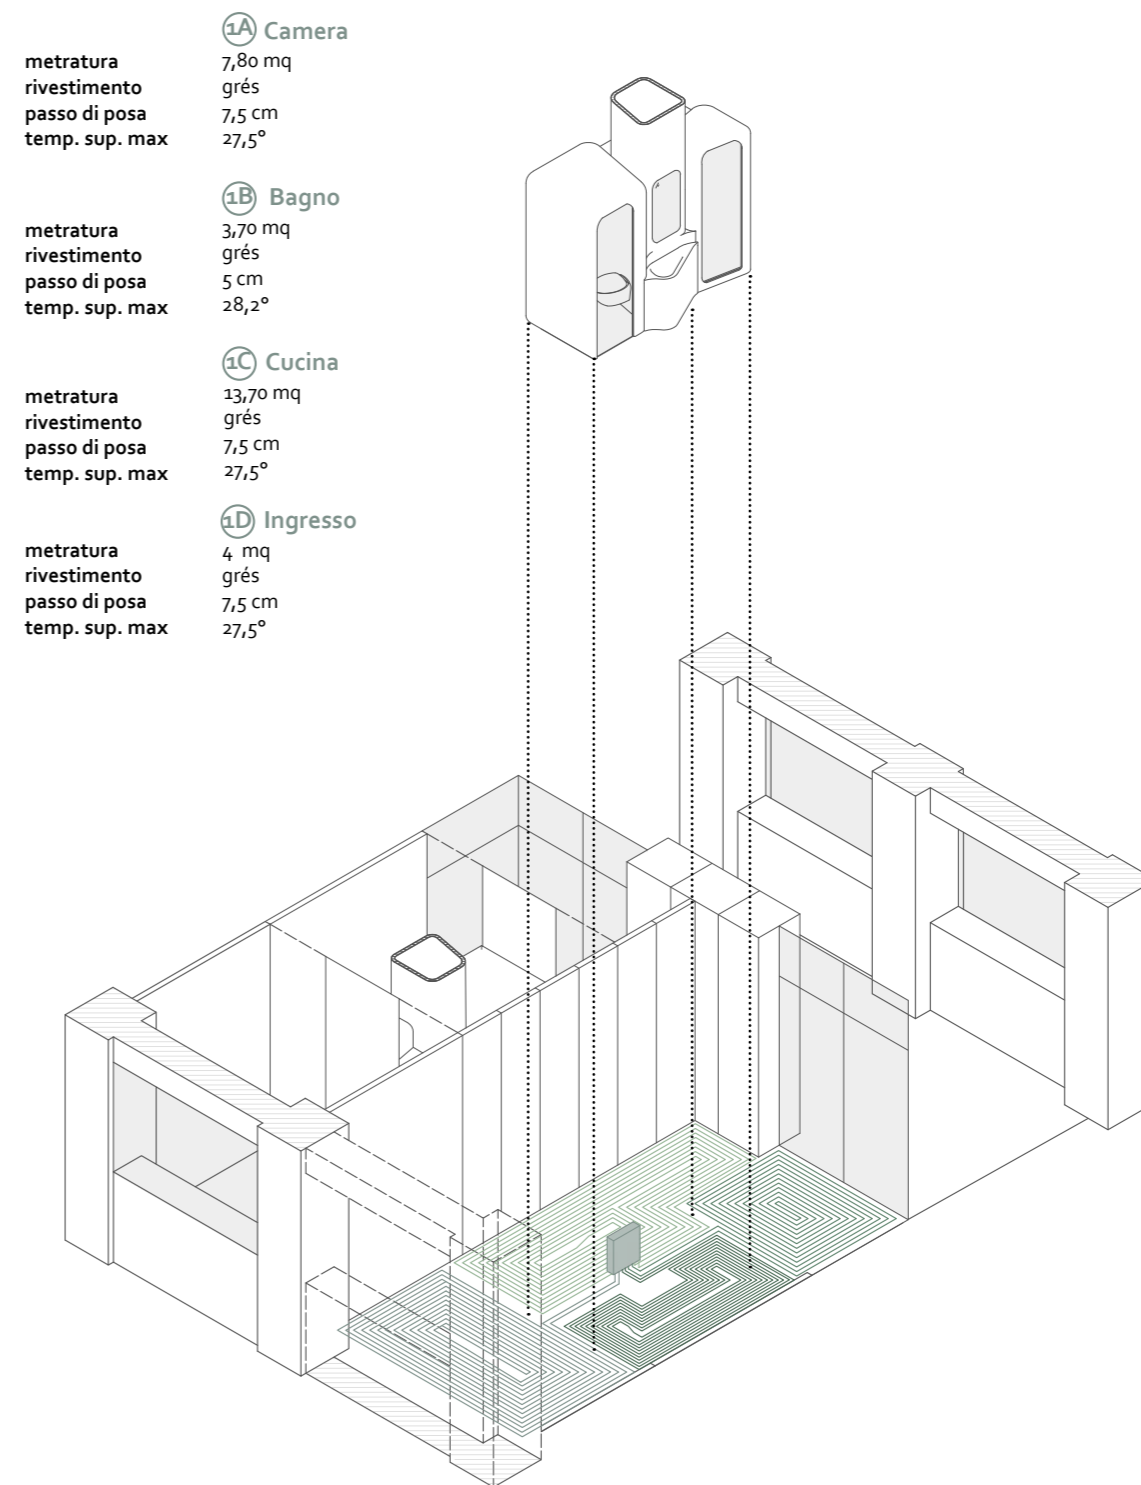 1A Camera
metratura 7,80 mq
rivestimento grés
passo di posa 7,5 cm
temp. sup. max 27,5°
1B Bagno
metratura 3,70 mq
rivestimento grés
passo di posa 5 cm
temp. sup. max 28,2°
1C Cucina
metratura 13,70 mq
rivestimento grés
passo di posa 7,5 cm
temp. sup. max 27,5°
1D Ingresso
metratura 4 mq
rivestimento grés
passo di posa 7,5 cm
temp. sup. max 27,5°